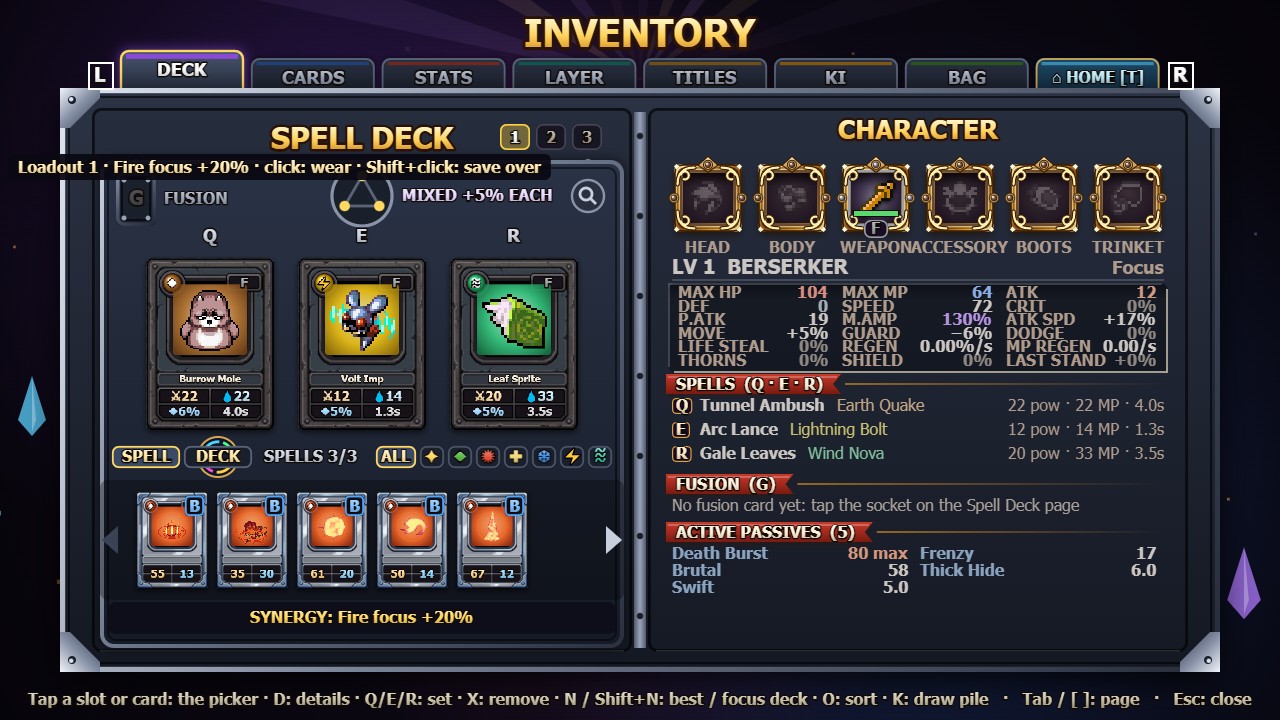 INVENTORY
L DECK CARDS STATS LAYER TITLES KI BAG ⌂ HOME [T] R
SPELL DECK 1 2 3
Loadout 1 · Fire focus +20% · click: wear · Shift+click: save over
G FUSION MIXED +5% EACH
Q E R
F F F
Burrow Mole Volt Imp Leaf Sprite
22 22 12 14 20 33
6% 4.0s 5% 1.3s 5% 3.5s
SPELL DECK SPELLS 3/3 ALL
B B B B B
55 13 35 30 61 20 50 14 67 12
SYNERGY: Fire focus +20%
CHARACTER
F
HEAD BODY WEAPON ACCESSORY BOOTS TRINKET
LV 1 BERSERKER Focus
MAX HP 104 MAX MP 64 ATK 12
DEF 0 SPEED 72 CRIT 0%
P.ATK 19 M.AMP 130% ATK SPD +17%
MOVE +5% GUARD −6% DODGE 0%
LIFE STEAL 0% REGEN 0.00%/s MP REGEN 0.00/s
THORNS 0% SHIELD 0% LAST STAND +0%
SPELLS (Q · E · R)
Q Tunnel Ambush Earth Quake 22 pow · 22 MP · 4.0s
E Arc Lance Lightning Bolt 12 pow · 14 MP · 1.3s
R Gale Leaves Wind Nova 20 pow · 33 MP · 3.5s
FUSION (G)
No fusion card yet: tap the socket on the Spell Deck page
ACTIVE PASSIVES (5)
Death Burst 80 max Frenzy 17
Brutal 58 Thick Hide 6.0
Swift 5.0
Tap a slot or card: the picker · D: details · Q/E/R: set · X: remove · N / Shift+N: best / focus deck · O: sort · K: draw pile · Tab / [ ]: page · Esc: close